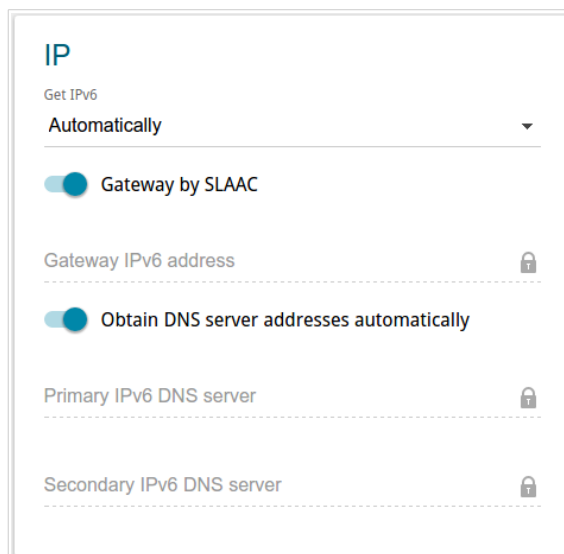 IP
Get IPv6
Automatically
Gateway by SLAAC
Gateway IPv6 address
Obtain DNS server addresses automatically
Primary IPv6 DNS server
Secondary IPv6 DNS server